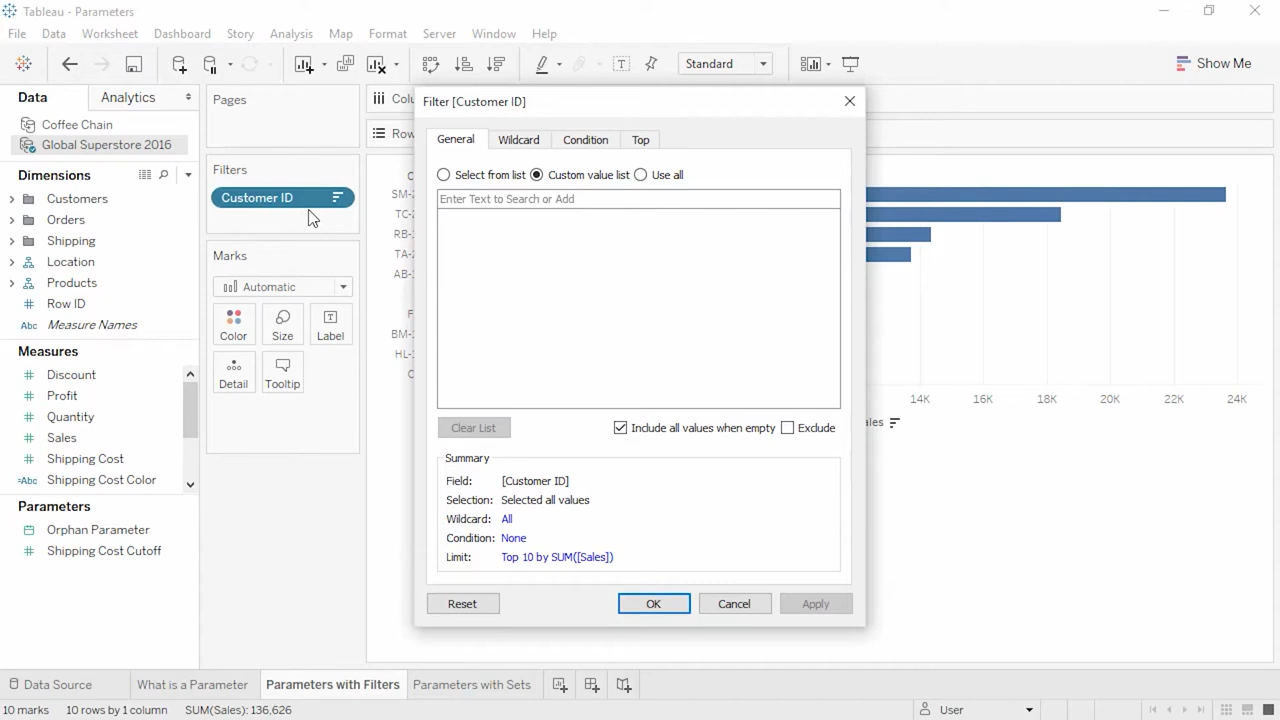 Tableau - Parameters
File Data Worksheet Dashboard Story Analysis Map Format Server Window Help
Standard
Show Me
Data
Analytics
Coffee Chain
Global Superstore 2016
Dimensions
Customers
Orders
Shipping
Location
Products
Row ID
Abc Measure Names
Measures
Discount
Profit
Quantity
Sales
Shipping Cost
=Abc Shipping Cost Color
Parameters
Orphan Parameter
Shipping Cost Cutoff
Pages
Filters
Customer ID
Marks
Automatic
Color Size Label
Detail Tooltip
Filter [Customer ID]
General Wildcard Condition Top
Select from list Custom value list Use all
Enter Text to Search or Add
Clear List
Include all values when empty Exclude
Summary
Field: [Customer ID]
Selection: Selected all values
Wildcard: All
Condition: None
Limit: Top 10 by SUM([Sales])
Reset OK Cancel Apply
14K 16K 18K 20K 22K 24K
Data Source What is a Parameter Parameters with Filters Parameters with Sets
10 marks 10 rows by 1 column SUM(Sales): 136,626
User